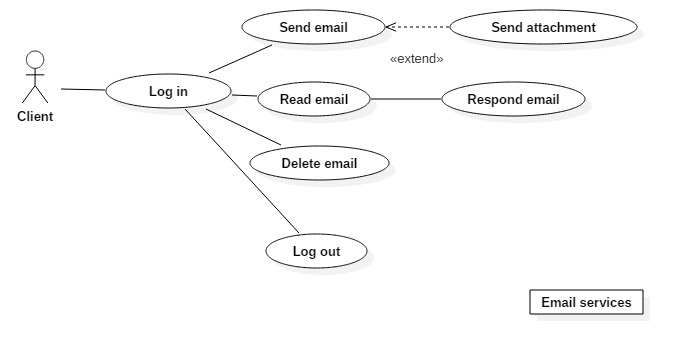 Send email
Send attachment
«extend»
Log in
Read email
Respond email
Client
Delete email
Log out
Email services